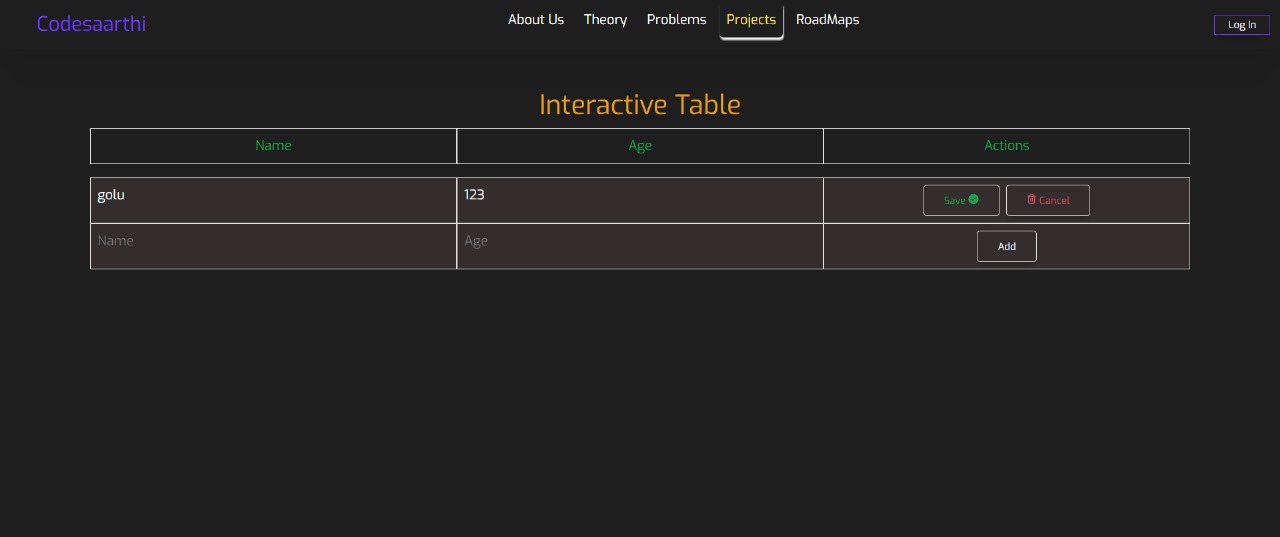 Codesaarthi
About Us Theory Problems Projects RoadMaps
Log In
Interactive Table
Name Age Actions
golu 123 Save Cancel
Name Age Add